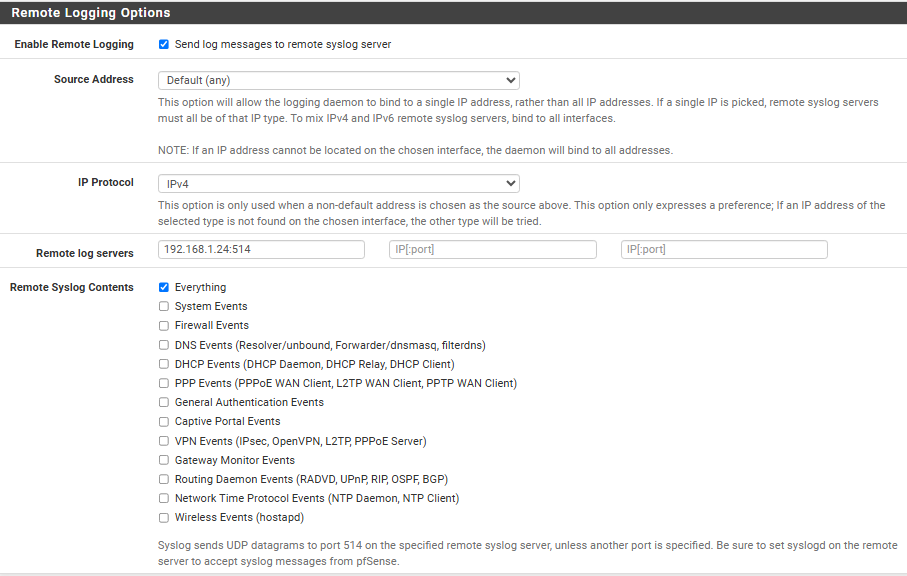 Remote Logging Options
Enable Remote Logging
Send log messages to remote syslog server
Source Address
Default (any)
This option will allow the logging daemon to bind to a single IP address, rather than all IP addresses. If a single IP is picked, remote syslog servers
must all be of that IP type. To mix IPv4 and IPv6 remote syslog servers, bind to all interfaces.
NOTE: If an IP address cannot be located on the chosen interface, the daemon will bind to all addresses.
IP Protocol
IPv4
This option is only used when a non-default address is chosen as the source above. This option only expresses a preference; If an IP address of the
selected type is not found on the chosen interface, the other type will be tried.
Remote log servers
192.168.1.24:514
IP[:port]
IP[:port]
Remote Syslog Contents
Everything
System Events
Firewall Events
DNS Events (Resolver/unbound, Forwarder/dnsmasq, filterdns)
DHCP Events (DHCP Daemon, DHCP Relay, DHCP Client)
PPP Events (PPPoE WAN Client, L2TP WAN Client, PPTP WAN Client)
General Authentication Events
Captive Portal Events
VPN Events (IPsec, OpenVPN, L2TP, PPPoE Server)
Gateway Monitor Events
Routing Daemon Events (RADVD, UPnP, RIP, OSPF, BGP)
Network Time Protocol Events (NTP Daemon, NTP Client)
Wireless Events (hostapd)
Syslog sends UDP datagrams to port 514 on the specified remote syslog server, unless another port is specified. Be sure to set syslogd on the remote
server to accept syslog messages from pfSense.